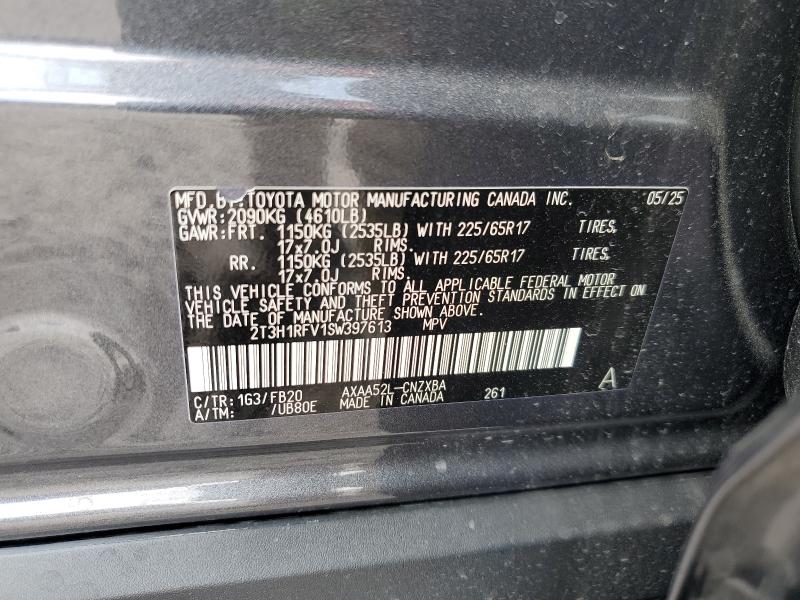 MFD. BY: TOYOTA MOTOR MANUFACTURING CANADA INC. 05/25
GVWR: 2090KG (4610LB)
GAWR: FRT. 1150KG (2535LB) WITH 225/65R17 TIRES.
17x7.0J RIMS.
RR. 1150KG (2535LB) WITH 225/65R17 TIRES.
17x7.0J RIMS.
THIS VEHICLE CONFORMS TO ALL APPLICABLE FEDERAL MOTOR
VEHICLE SAFETY AND THEFT PREVENTION STANDARDS IN EFFECT ON
THE DATE OF MANUFACTURE SHOWN ABOVE.
2T3H1RFV1SW397613 MPV
C/TR: 1G3/FB20 AXAA52L-CNZXBA 261 A
A/TM: /UB80E MADE IN CANADA